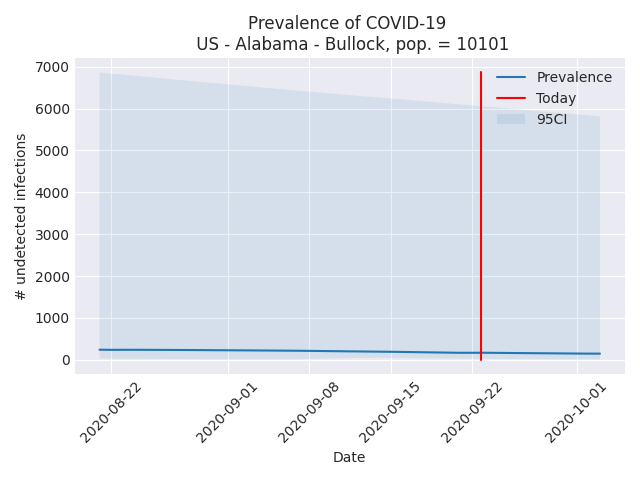 Prevalence of COVID-19
US - Alabama - Bullock, pop. = 10101
7000
6000
5000
4000
3000
2000
1000
0
# undetected infections
Prevalence
Today
95CI
2020-08-22
2020-09-01
2020-09-08
2020-09-15
2020-09-22
2020-10-01
Date